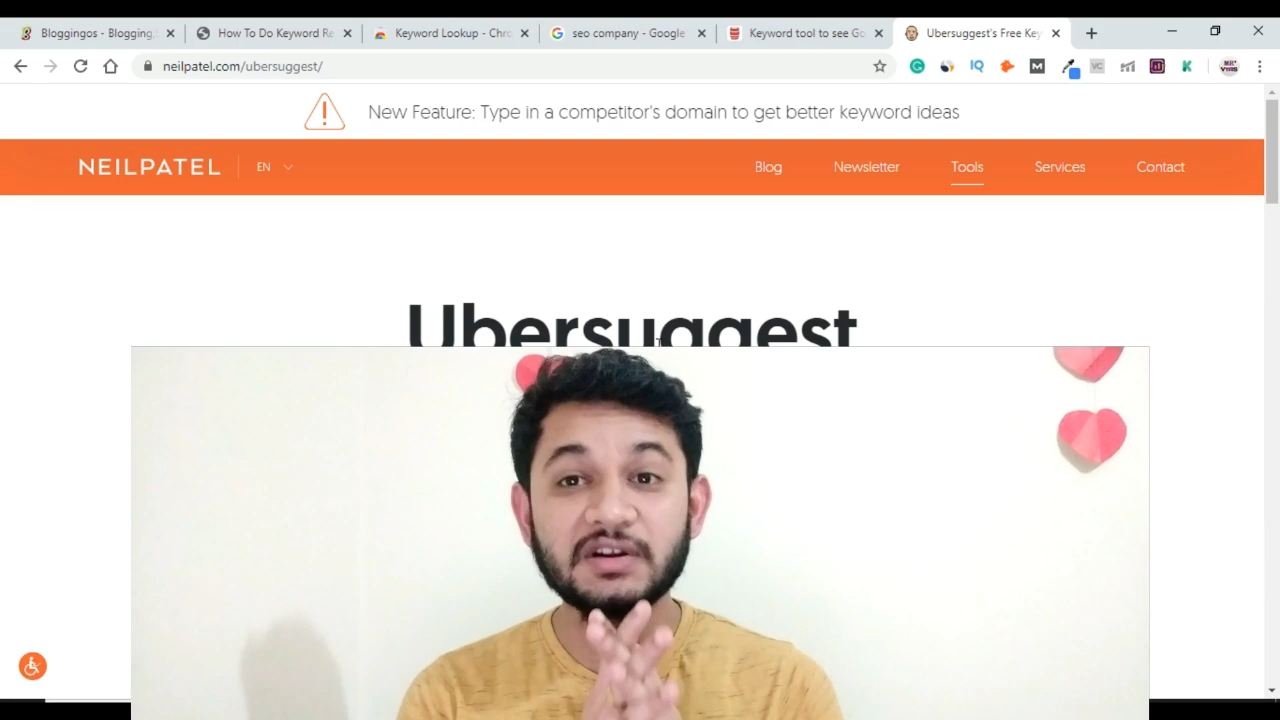 Bloggingos - Blogging,
How To Do Keyword Re
Keyword Lookup - Chro
seo company - Google
Keyword tool to see Go
Ubersuggest's Free Key
neilpatel.com/ubersuggest/
New Feature: Type in a competitor's domain to get better keyword ideas
NEILPATEL
EN
Blog
Newsletter
Tools
Services
Contact
Ubersuggest